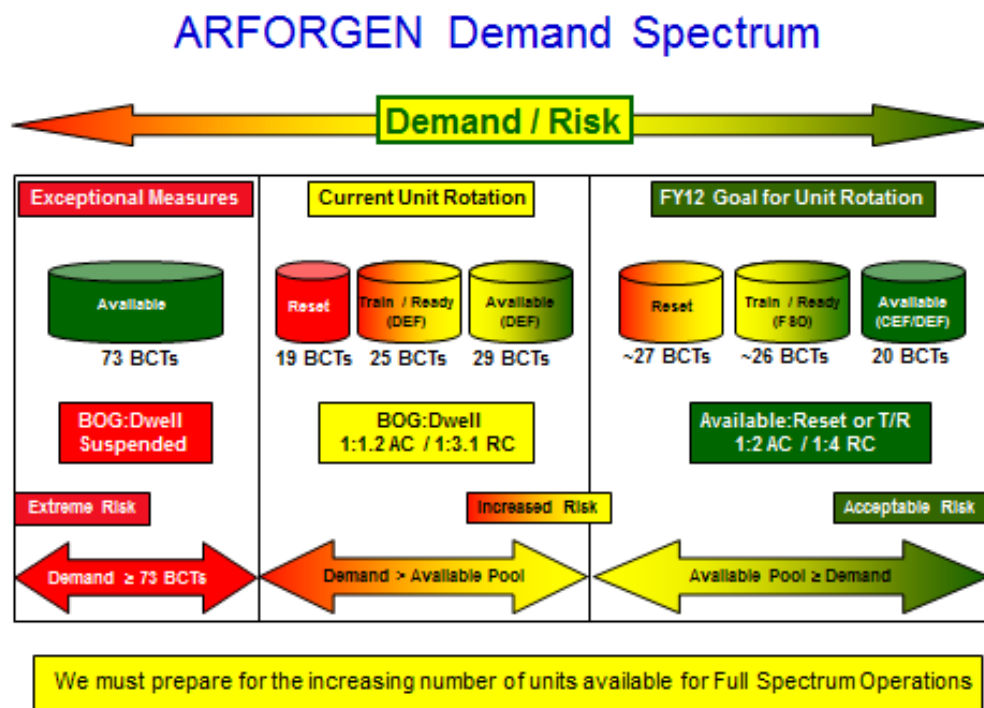 ARFORGEN Demand Spectrum
Demand / Risk
Exceptional Measures
Available
73 BCTs
BOG:Dwell
Suspended
Extreme Risk
Demand ≥ 73 BCTs
Current Unit Rotation
Reset
19 BCTs
Train / Ready
(DEF)
25 BCTs
Available
(DEF)
29 BCTs
BOG:Dwell
1:1.2 AC / 1:3.1 RC
Increased Risk
Demand > Available Pool
FY12 Goal for Unit Rotation
Reset
~27 BCTs
Train / Ready
(FSO)
~26 BCTs
Available
(CEF/DEF)
20 BCTs
Available:Reset or T/R
1:2 AC / 1:4 RC
Acceptable Risk
Available Pool ≥ Demand
We must prepare for the increasing number of units available for Full Spectrum Operations